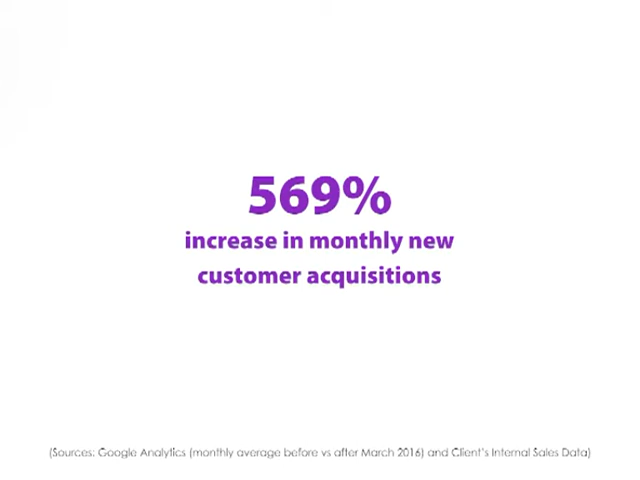 569%
increase in monthly new
customer acquisitions
(Sources: Google Analytics (monthly average before vs after March 2016) and Client's Internal Sales Data)